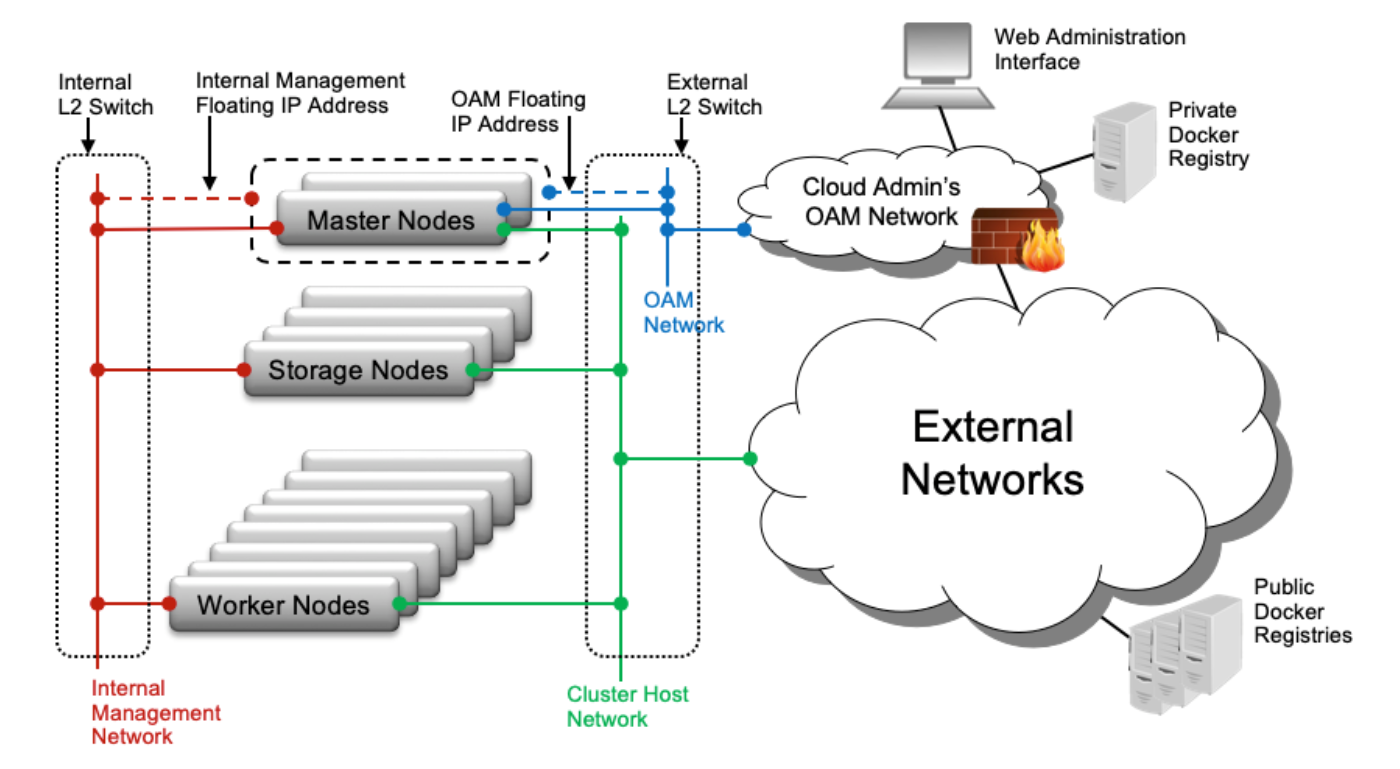 Internal
L2 Switch
Internal Management
Floating IP Address
OAM Floating
IP Address
External
L2 Switch
Web Administration
Interface
Private
Docker
Registry
Cloud Admin's
OAM Network
Master Nodes
OAM
Network
Storage Nodes
External
Networks
Worker Nodes
Public
Docker
Registries
Internal
Management
Network
Cluster Host
Network